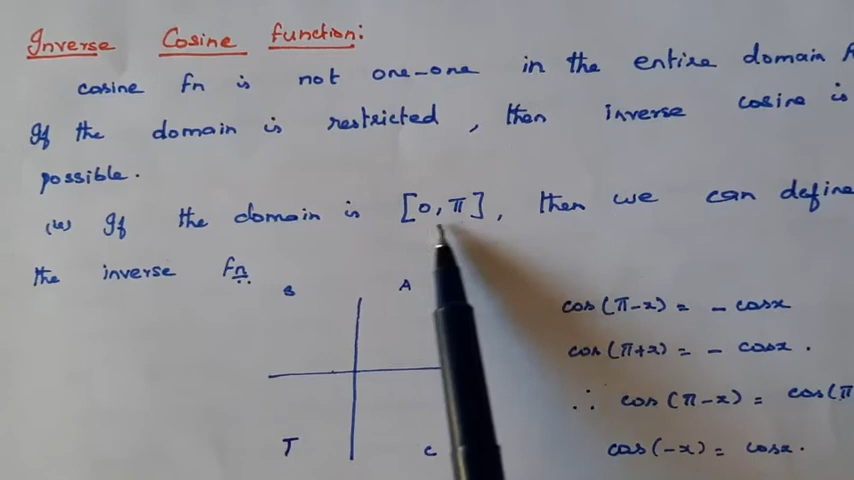 Inverse Cosine function:
cosine fn is not one-one in the entire domain
If the domain is restricted, then inverse cosine is
possible.
(ie) If the domain is [0, π], then we can define
the inverse fn.
S A
cos(π-x) = - cosx
cos(π+x) = - cosx.
∴ cos(π-x) = cos(π
T C
cos(-x) = cosx.